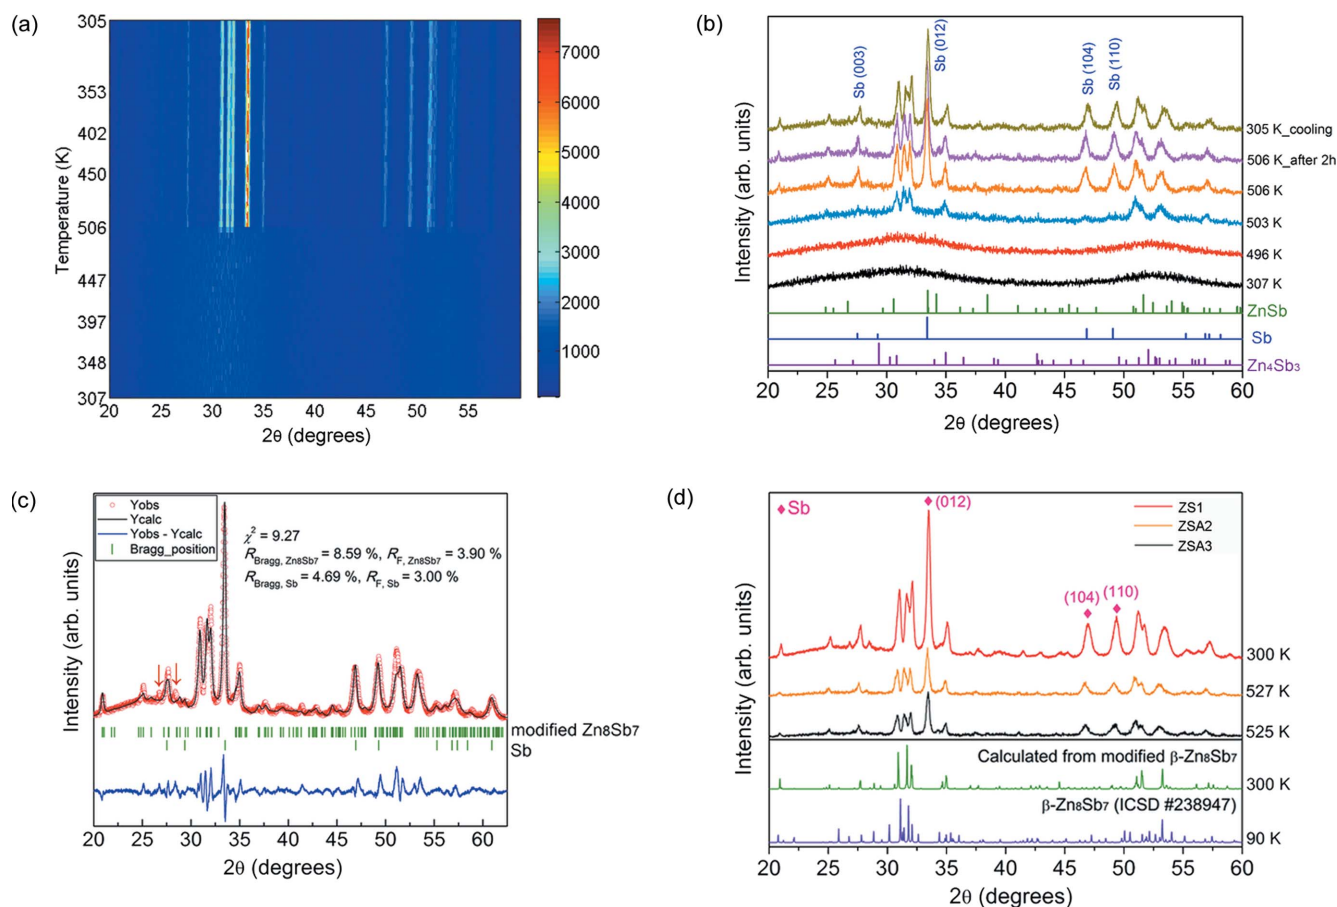 (a)
305
353
402
450
506
447
397
348
307
Temperature (K)
20 25 30 35 40 45 50 55
2θ (degrees)
7000
6000
5000
4000
3000
2000
1000
(b)
Sb (003)
Sb (012)
Sb (104)
Sb (110)
Intensity (arb. units)
305 K_cooling
506 K_after 2h
506 K
503 K
496 K
307 K
ZnSb
Sb
Zn₄Sb₃
20 25 30 35 40 45 50 55 60
2θ (degrees)
(c)
Yobs
Ycalc
Yobs - Ycalc
Bragg_position
χ² = 9.27
R_Bragg, Zn8Sb7 = 8.59 %, R_F, Zn8Sb7 = 3.90 %
R_Bragg, Sb = 4.69 %, R_F, Sb = 3.00 %
Intensity (arb. units)
modified Zn8Sb7
Sb
20 25 30 35 40 45 50 55 60
2θ (degrees)
(d)
Sb
(012)
ZS1
ZSA2
ZSA3
(104)
(110)
Intensity (arb. units)
300 K
527 K
525 K
Calculated from modified β-Zn₈Sb₇
300 K
β-Zn₈Sb₇ (ICSD #238947)
90 K
20 25 30 35 40 45 50 55 60
2θ (degrees)